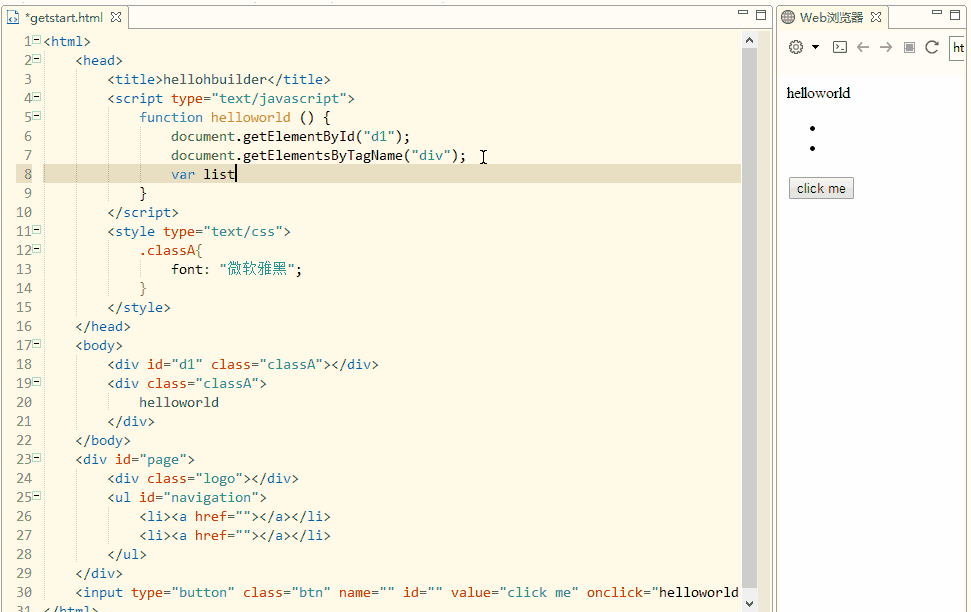 *getstart.html
Web浏览器
ht
1 <html>
2 <head>
3 <title>hellohbuilder</title>
4 <script type="text/javascript">
5 function helloworld () {
6 document.getElementById("d1");
7 document.getElementsByTagName("div");
8 var list
9 }
10 </script>
11 <style type="text/css">
12 .classA{
13 font: "微软雅黑";
14 }
15 </style>
16 </head>
17 <body>
18 <div id="d1" class="classA"></div>
19 <div class="classA">
20 helloworld
21 </div>
22 </body>
23 <div id="page">
24 <div class="logo"></div>
25 <ul id="navigation">
26 <li><a href=""></a></li>
27 <li><a href=""></a></li>
28 </ul>
29 </div>
30 <input type="button" class="btn" name="" id="" value="click me" onclick="helloworld
31 </html>
helloworld
click me